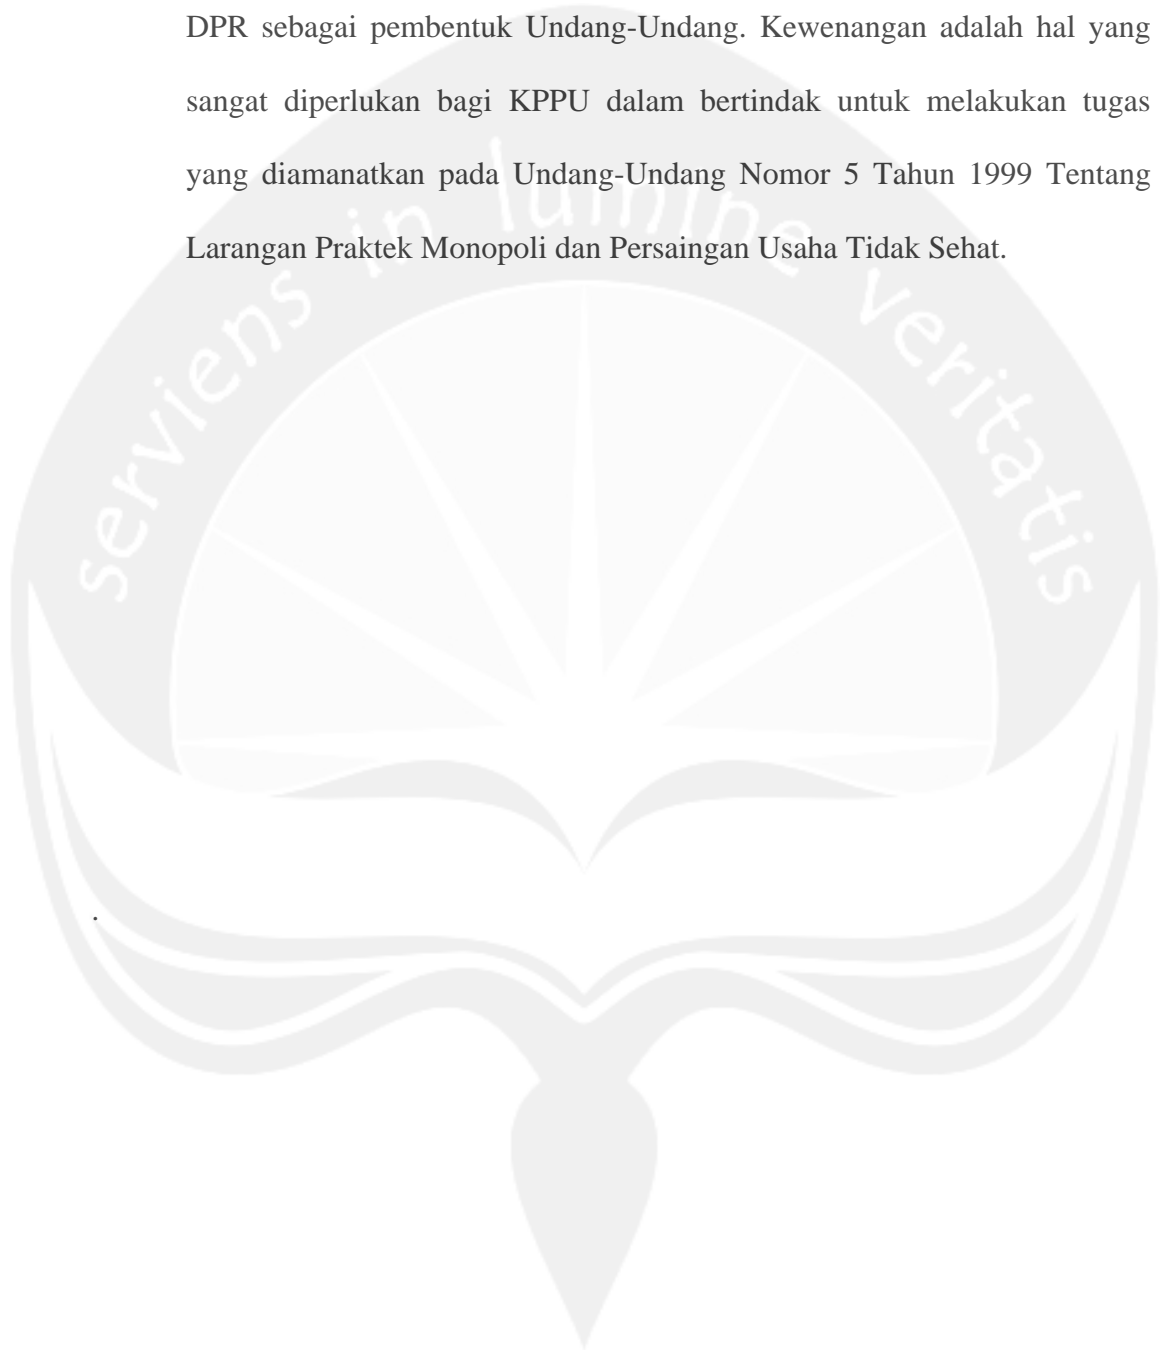 DPR sebagai pembentuk Undang-Undang. Kewenangan adalah hal yang
sangat diperlukan bagi KPPU dalam bertindak untuk melakukan tugas
yang diamanatkan pada Undang-Undang Nomor 5 Tahun 1999 Tentang
Larangan Praktek Monopoli dan Persaingan Usaha Tidak Sehat.
serviens in lumine veritatis
.